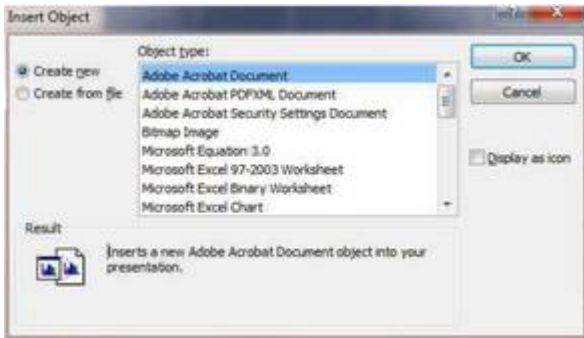 Insert Object
Object type:
Create new
Create from file
Adobe Acrobat Document
Adobe Acrobat PDFXML Document
Adobe Acrobat Security Settings Document
Bitmap Image
Microsoft Equation 3.0
Microsoft Excel 97-2003 Worksheet
Microsoft Excel Binary Worksheet
Microsoft Excel Chart
OK
Cancel
Display as icon
Result
Inserts a new Adobe Acrobat Document object into your
presentation.